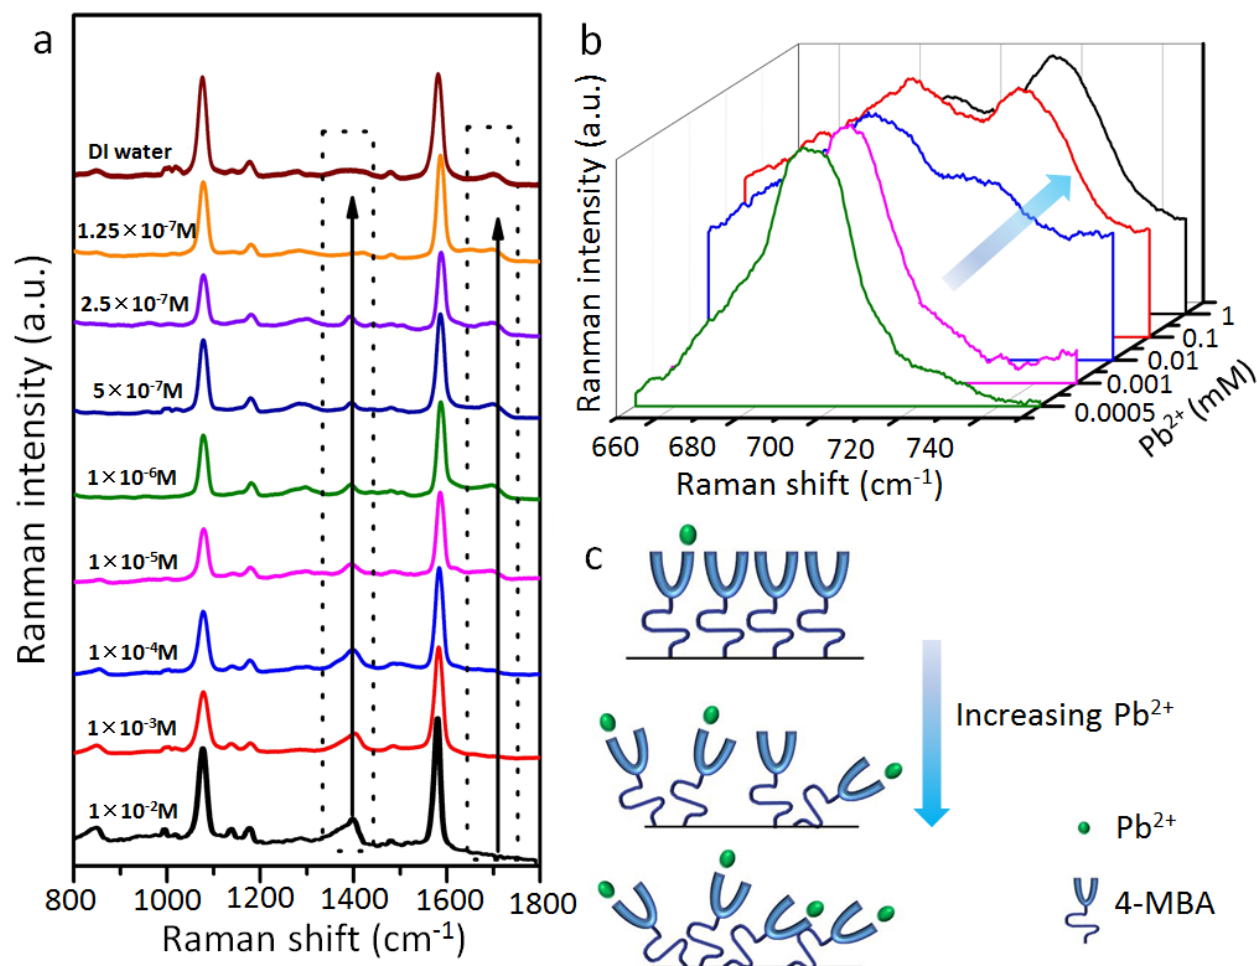 a
Ranman intensity (a.u.)
DI water
1.25×10⁻⁷M
2.5×10⁻⁷M
5×10⁻⁷M
1×10⁻⁶M
1×10⁻⁵M
1×10⁻⁴M
1×10⁻³M
1×10⁻²M
800 1000 1200 1400 1600 1800
Raman shift (cm⁻¹)
b
Ranman intensity (a.u.)
1
0.1
0.01
0.001
0.0005
Pb²⁺ (mM)
660 680 700 720 740
Raman shift (cm⁻¹)
c
Increasing Pb²⁺
Pb²⁺
4-MBA